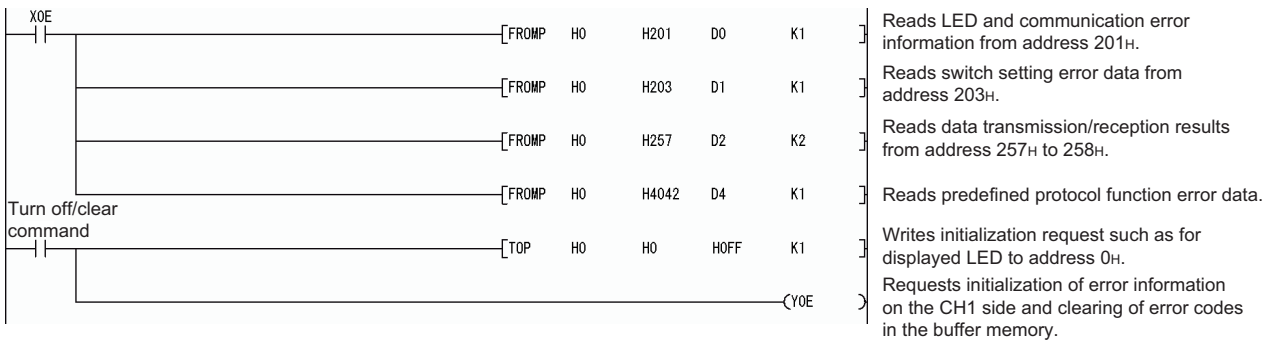 X0E
[FROMP H0 H201 D0 K1 ]
Reads LED and communication error
information from address 201H.
[FROMP H0 H203 D1 K1 ]
Reads switch setting error data from
address 203H.
[FROMP H0 H257 D2 K2 ]
Reads data transmission/reception results
from address 257H to 258H.
[FROMP H0 H4042 D4 K1 ]
Reads predefined protocol function error data.
Turn off/clear
command
[TOP H0 H0 H0FF K1 ]
Writes initialization request such as for
displayed LED to address 0H.
(Y0E )
Requests initialization of error information
on the CH1 side and clearing of error codes
in the buffer memory.